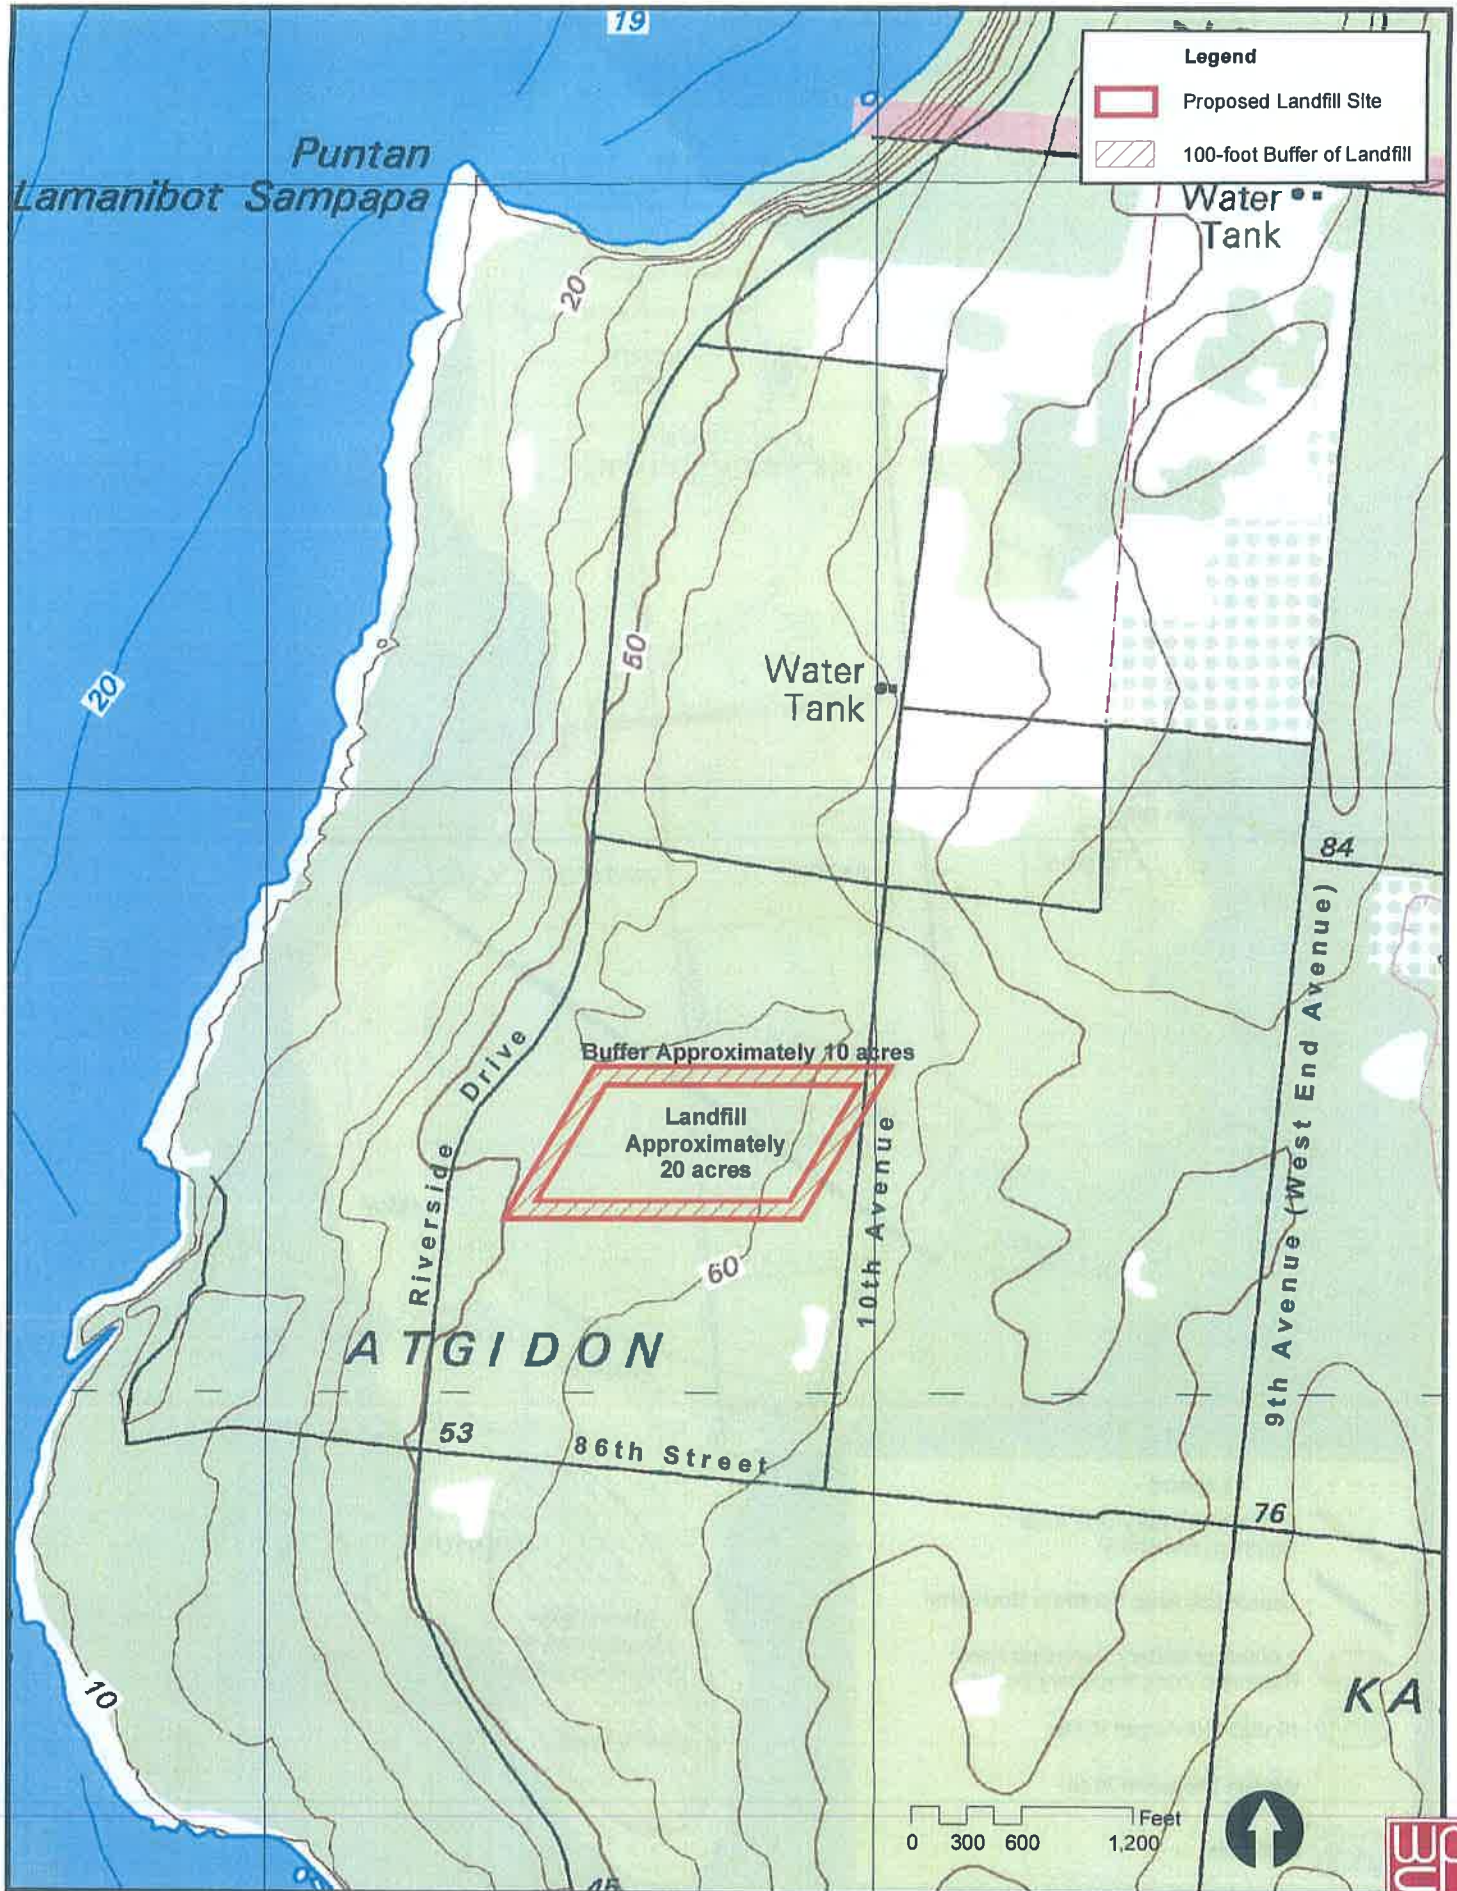 19
Legend
Proposed Landfill Site
100-foot Buffer of Landfill
Puntan
Lamanibot Sampapa
Water
Tank
20
50
Water
Tank
20
84
9th Avenue (West End Avenue)
Buffer Approximately 10 acres
Riverside Drive
Landfill
Approximately
20 acres
10th Avenue
60
ATGIDON
53
86th Street
76
10
KA
Feet
0 300 600 1,200